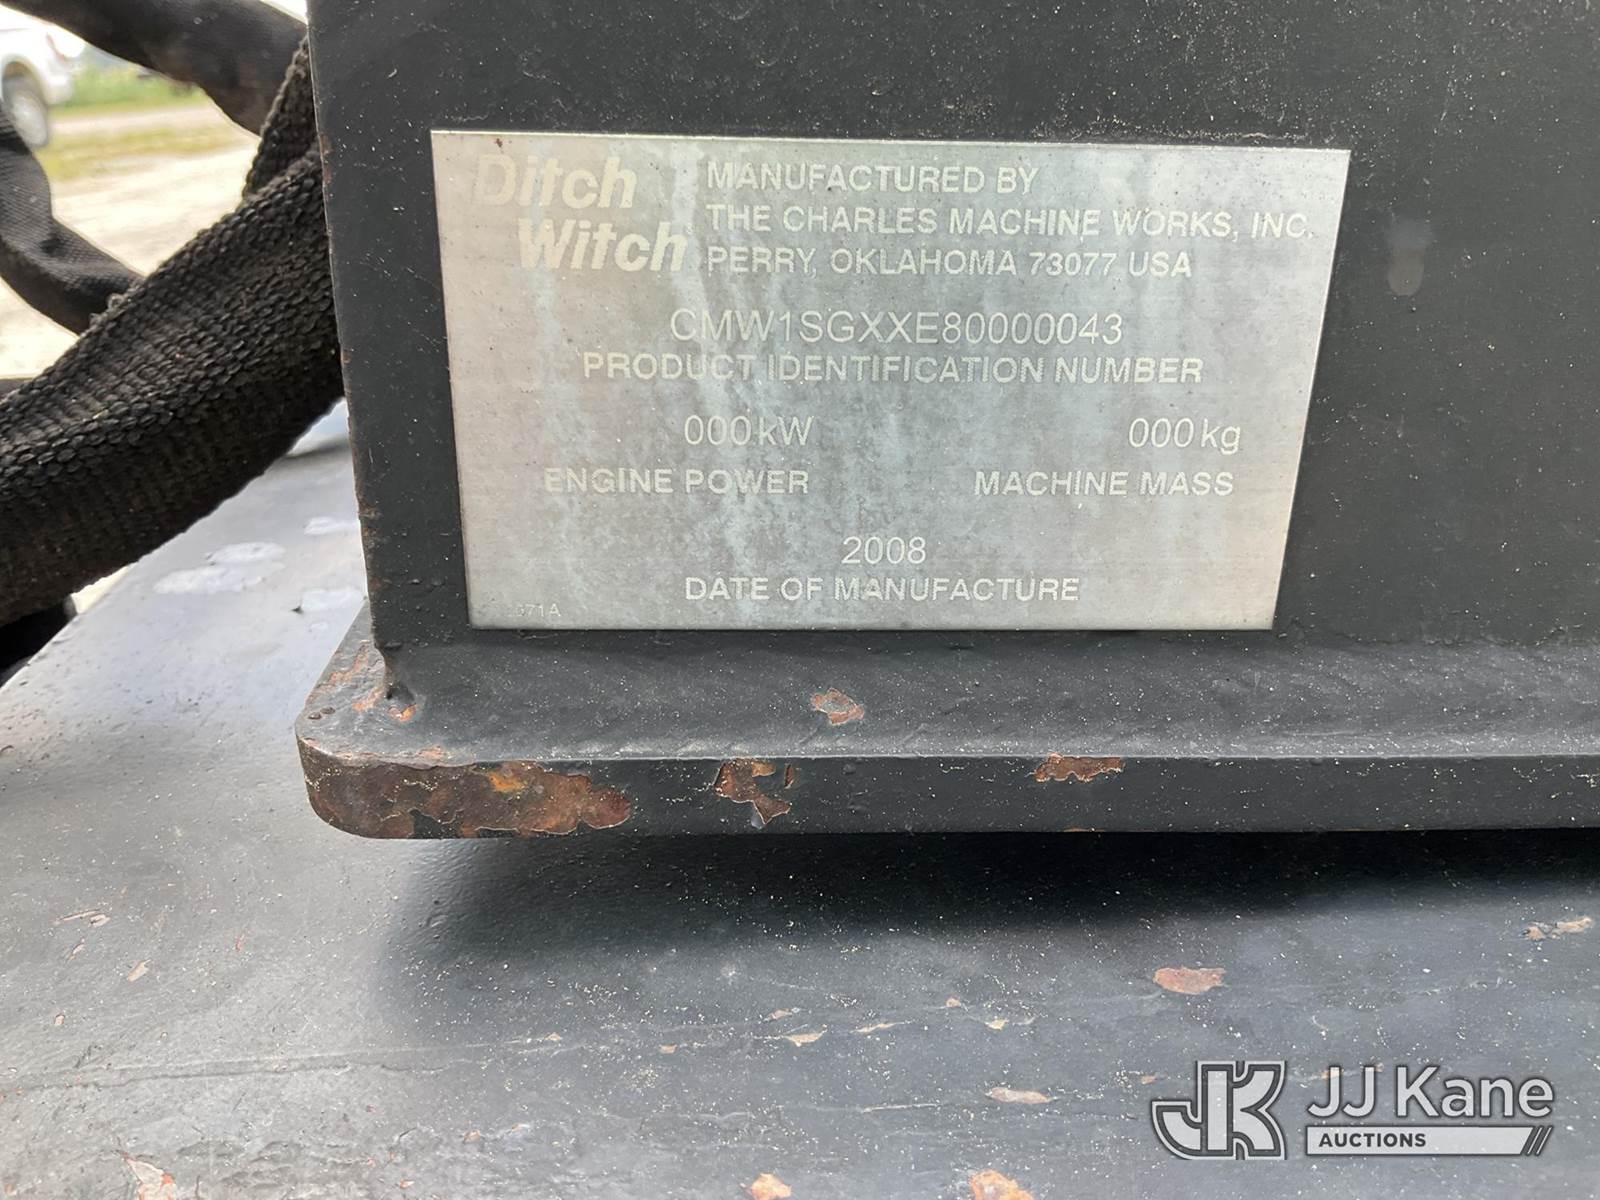 Ditch
Witch
MANUFACTURED BY
THE CHARLES MACHINE WORKS, INC.
PERRY, OKLAHOMA 73077 USA
CMW1SGXXE80000043
PRODUCT IDENTIFICATION NUMBER
000 kW
000 kg
ENGINE POWER
MACHINE MASS
2008
DATE OF MANUFACTURE
JK
JJ Kane
AUCTIONS